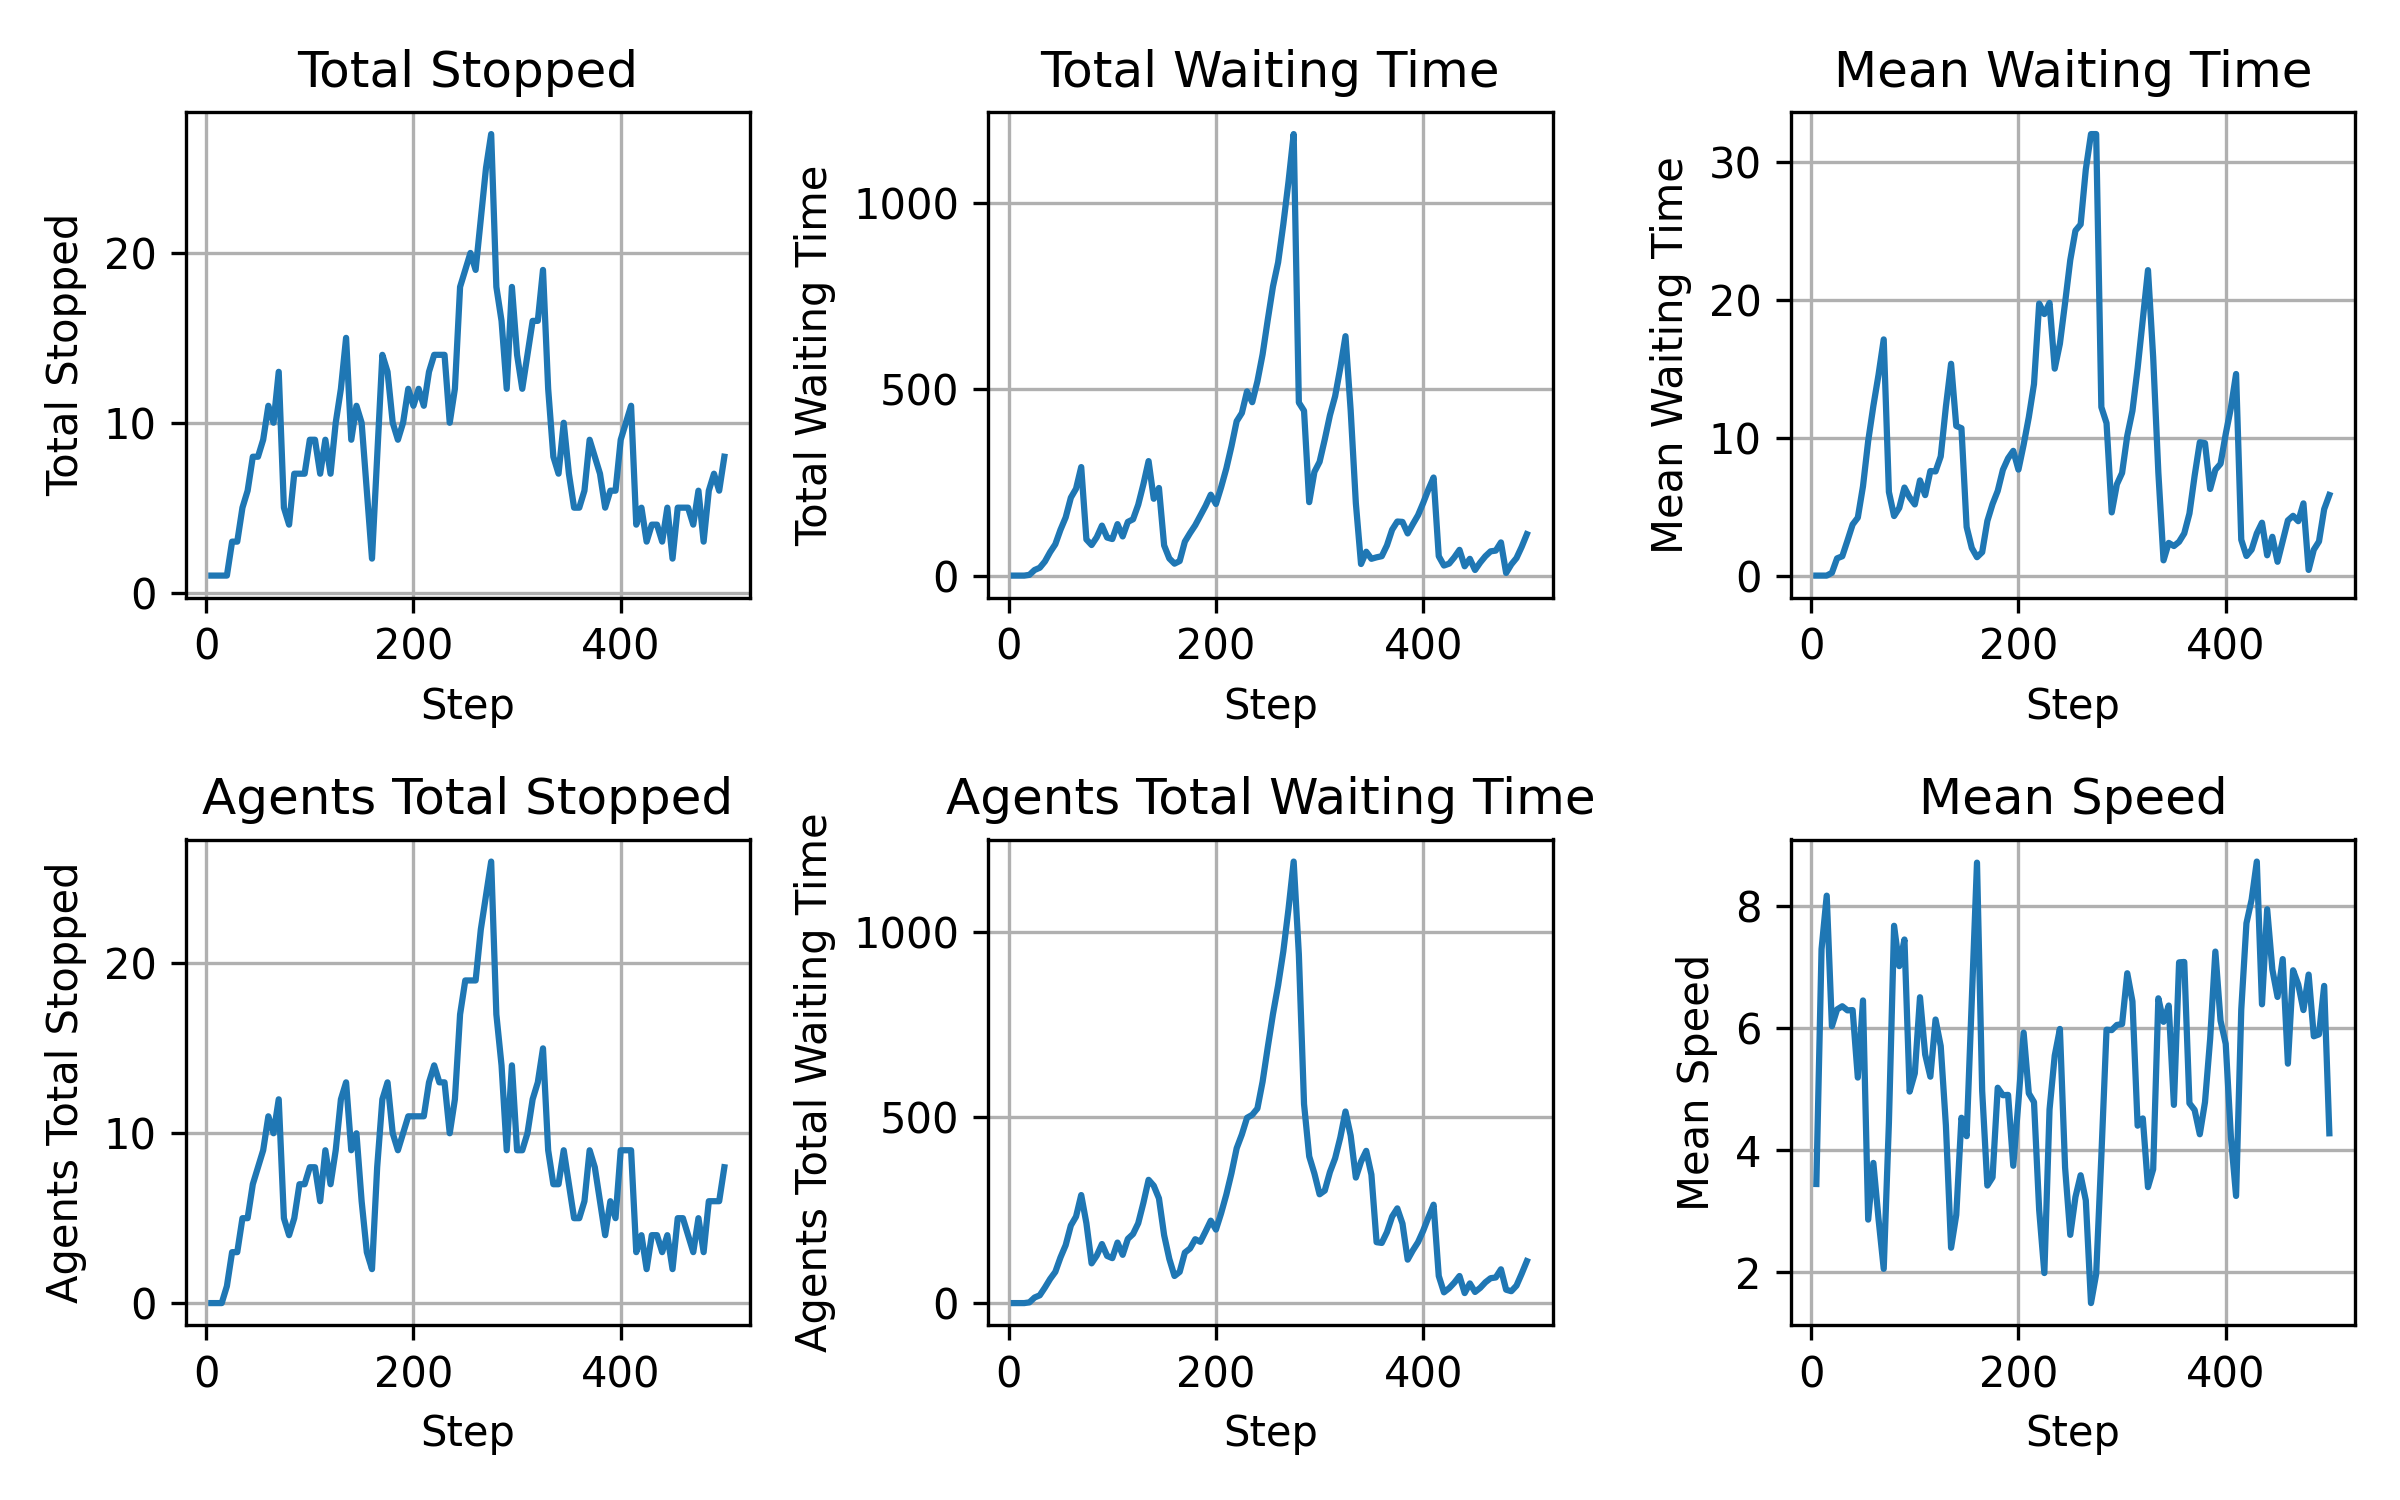 Total Stopped
Total Waiting Time
Mean Waiting Time
Total Stopped
20
10
0
0
200
400
Step
Total Waiting Time
1000
500
0
0
200
400
Step
Mean Waiting Time
30
20
10
0
0
200
400
Step
Agents Total Stopped
Agents Total Waiting Time
Mean Speed
Agents Total Stopped
20
10
0
0
200
400
Step
Agents Total Waiting Time
1000
500
0
0
200
400
Step
Mean Speed
8
6
4
2
0
200
400
Step